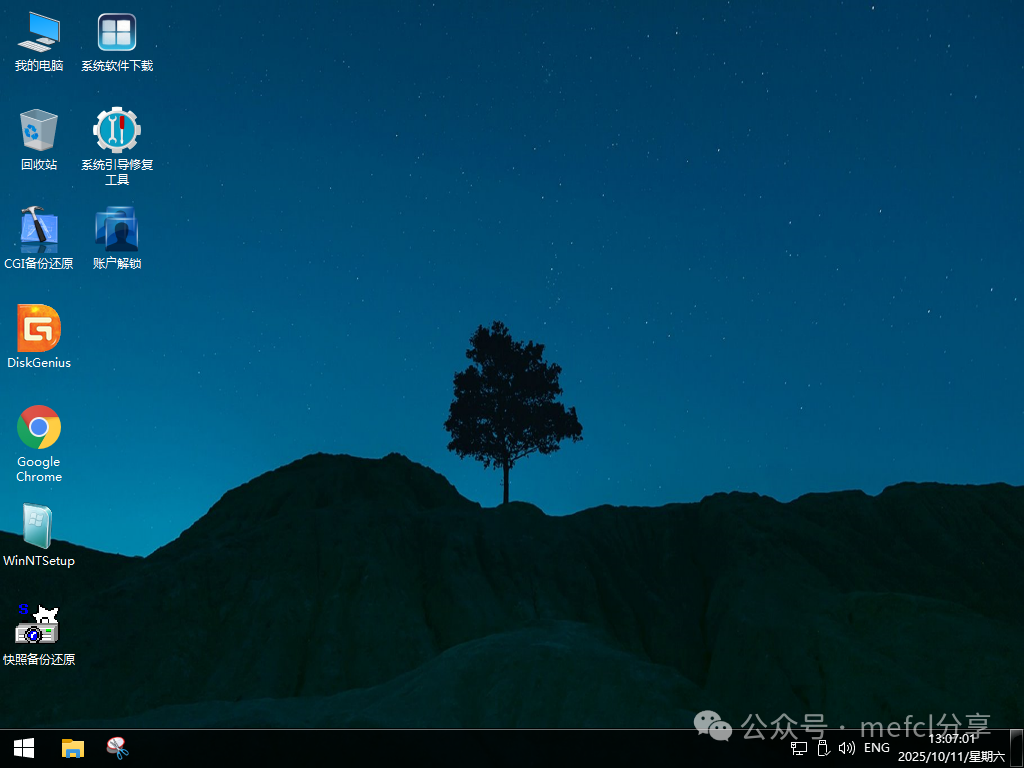 我的电脑
系统软件下载
回收站
系统引导修复
工具
CGI备份还原
账户解锁
DiskGenius
Google
Chrome
WinNTSetup
快照备份还原
公众号 · mefcl分享
ENG
13:07:01
2025/10/11/星期六